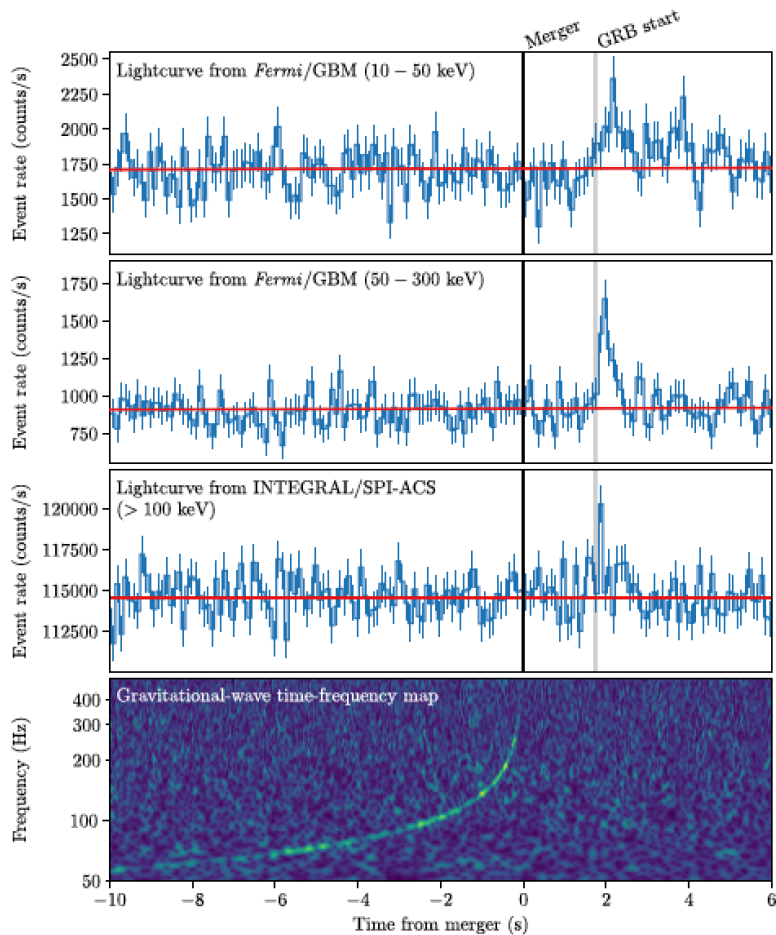 Merger
GRB start
Lightcurve from Fermi/GBM (10 − 50 keV)
Event rate (counts/s)
2500
2250
2000
1750
1500
1250
Lightcurve from Fermi/GBM (50 − 300 keV)
Event rate (counts/s)
1750
1500
1250
1000
750
Lightcurve from INTEGRAL/SPI-ACS
(> 100 keV)
Event rate (counts/s)
120000
117500
115000
112500
Gravitational-wave time-frequency map
Frequency (Hz)
400
300
200
100
50
−10 −8 −6 −4 −2 0 2 4 6
Time from merger (s)